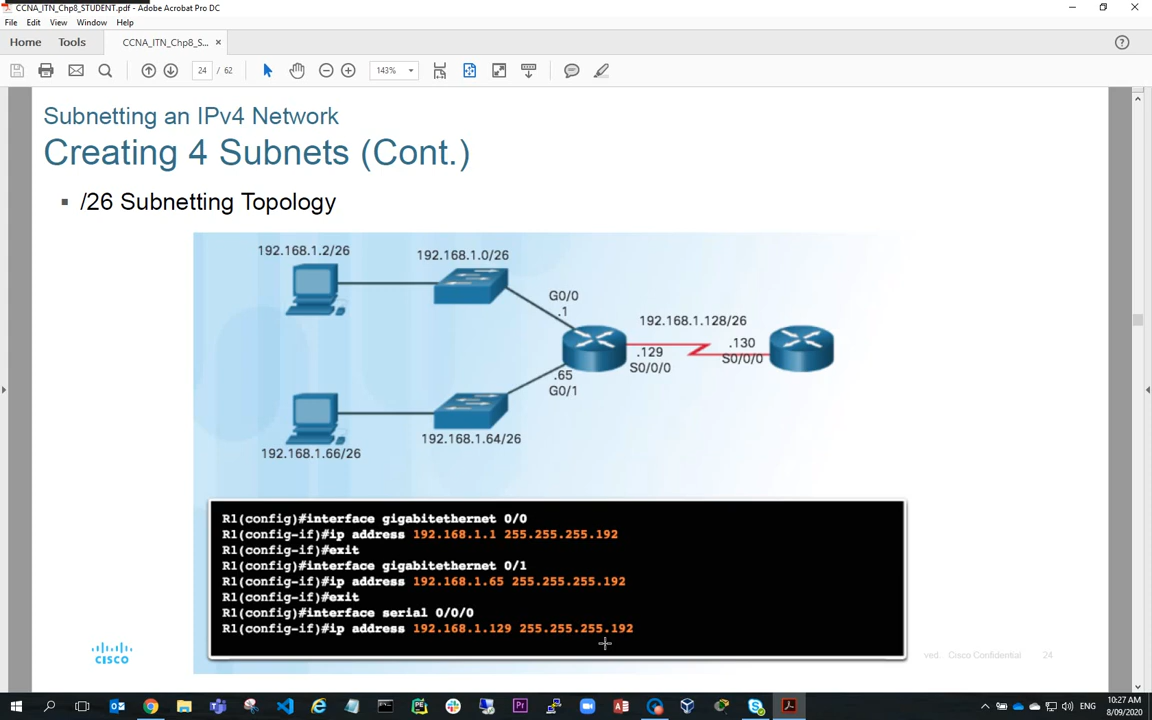 CCNA_ITN_Chp8_STUDENT.pdf - Adobe Acrobat Pro DC
File Edit View Window Help
Home Tools CCNA_ITN_Chp8_S... ×
24 / 62 143%
Subnetting an IPv4 Network
Creating 4 Subnets (Cont.)
/26 Subnetting Topology
192.168.1.2/26
192.168.1.0/26
G0/0
.1
192.168.1.128/26
.129
S0/0/0
.130
S0/0/0
.65
G0/1
192.168.1.64/26
192.168.1.66/26
R1(config)#interface gigabitethernet 0/0
R1(config-if)#ip address 192.168.1.1 255.255.255.192
R1(config-if)#exit
R1(config)#interface gigabitethernet 0/1
R1(config-if)#ip address 192.168.1.65 255.255.255.192
R1(config-if)#exit
R1(config)#interface serial 0/0/0
R1(config-if)#ip address 192.168.1.129 255.255.255.192
CISCO
ved. Cisco Confidential 24
ENG
10:27 AM
8/09/2020